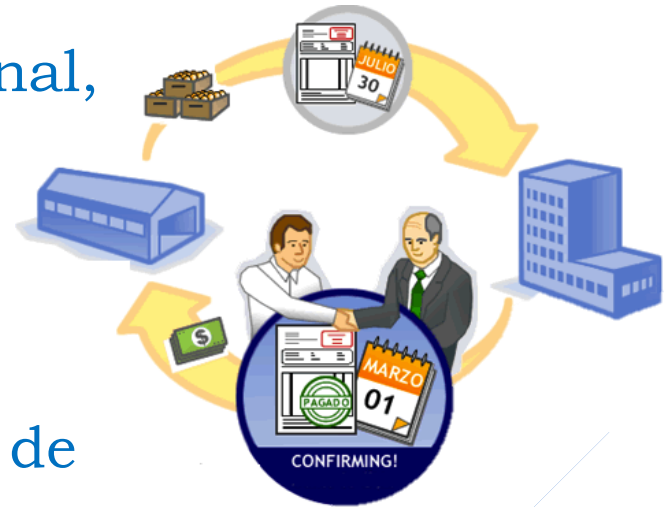 nal,
JULIO
30
$
MARZO
01
PAGADO
CONFIRMING!
de